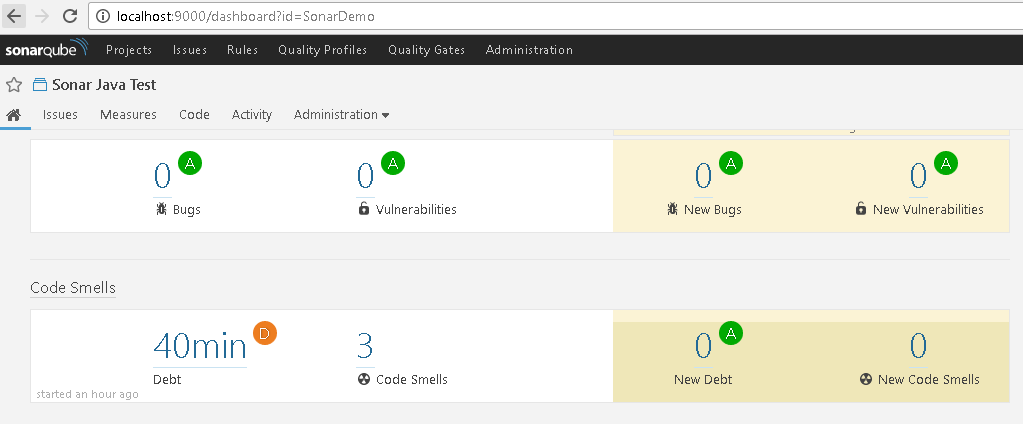 localhost:9000/dashboard?id=SonarDemo
sonarqube Projects Issues Rules Quality Profiles Quality Gates Administration
Sonar Java Test
Issues Measures Code Activity Administration
0 A 0 A 0 A 0 A
Bugs Vulnerabilities New Bugs New Vulnerabilities
Code Smells
40min D 3 0 A 0
Debt Code Smells New Debt New Code Smells
started an hour ago